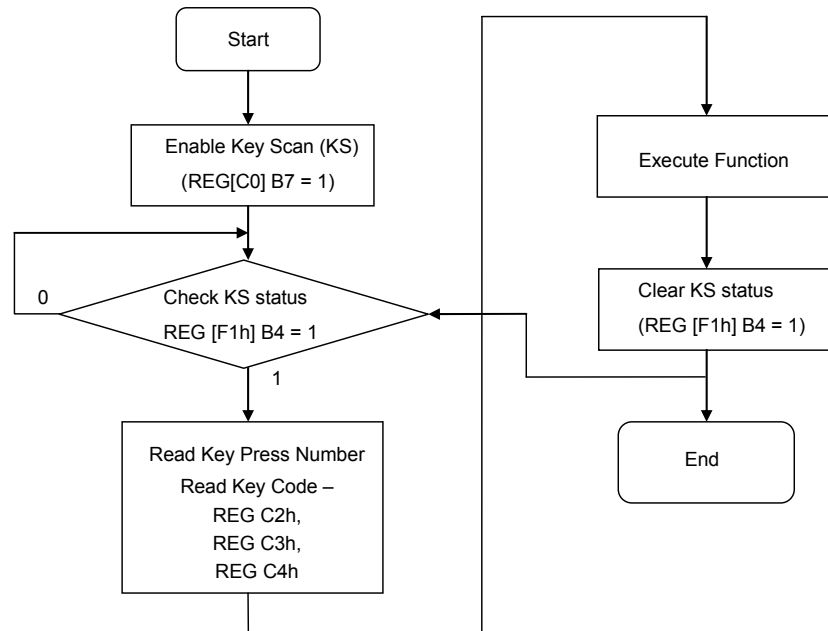 Start
Enable Key Scan (KS)
(REG[C0] B7 = 1)
0
Check KS status
REG [F1h] B4 = 1
1
Read Key Press Number
Read Key Code –
REG C2h,
REG C3h,
REG C4h
Execute Function
Clear KS status
(REG [F1h] B4 = 1)
End